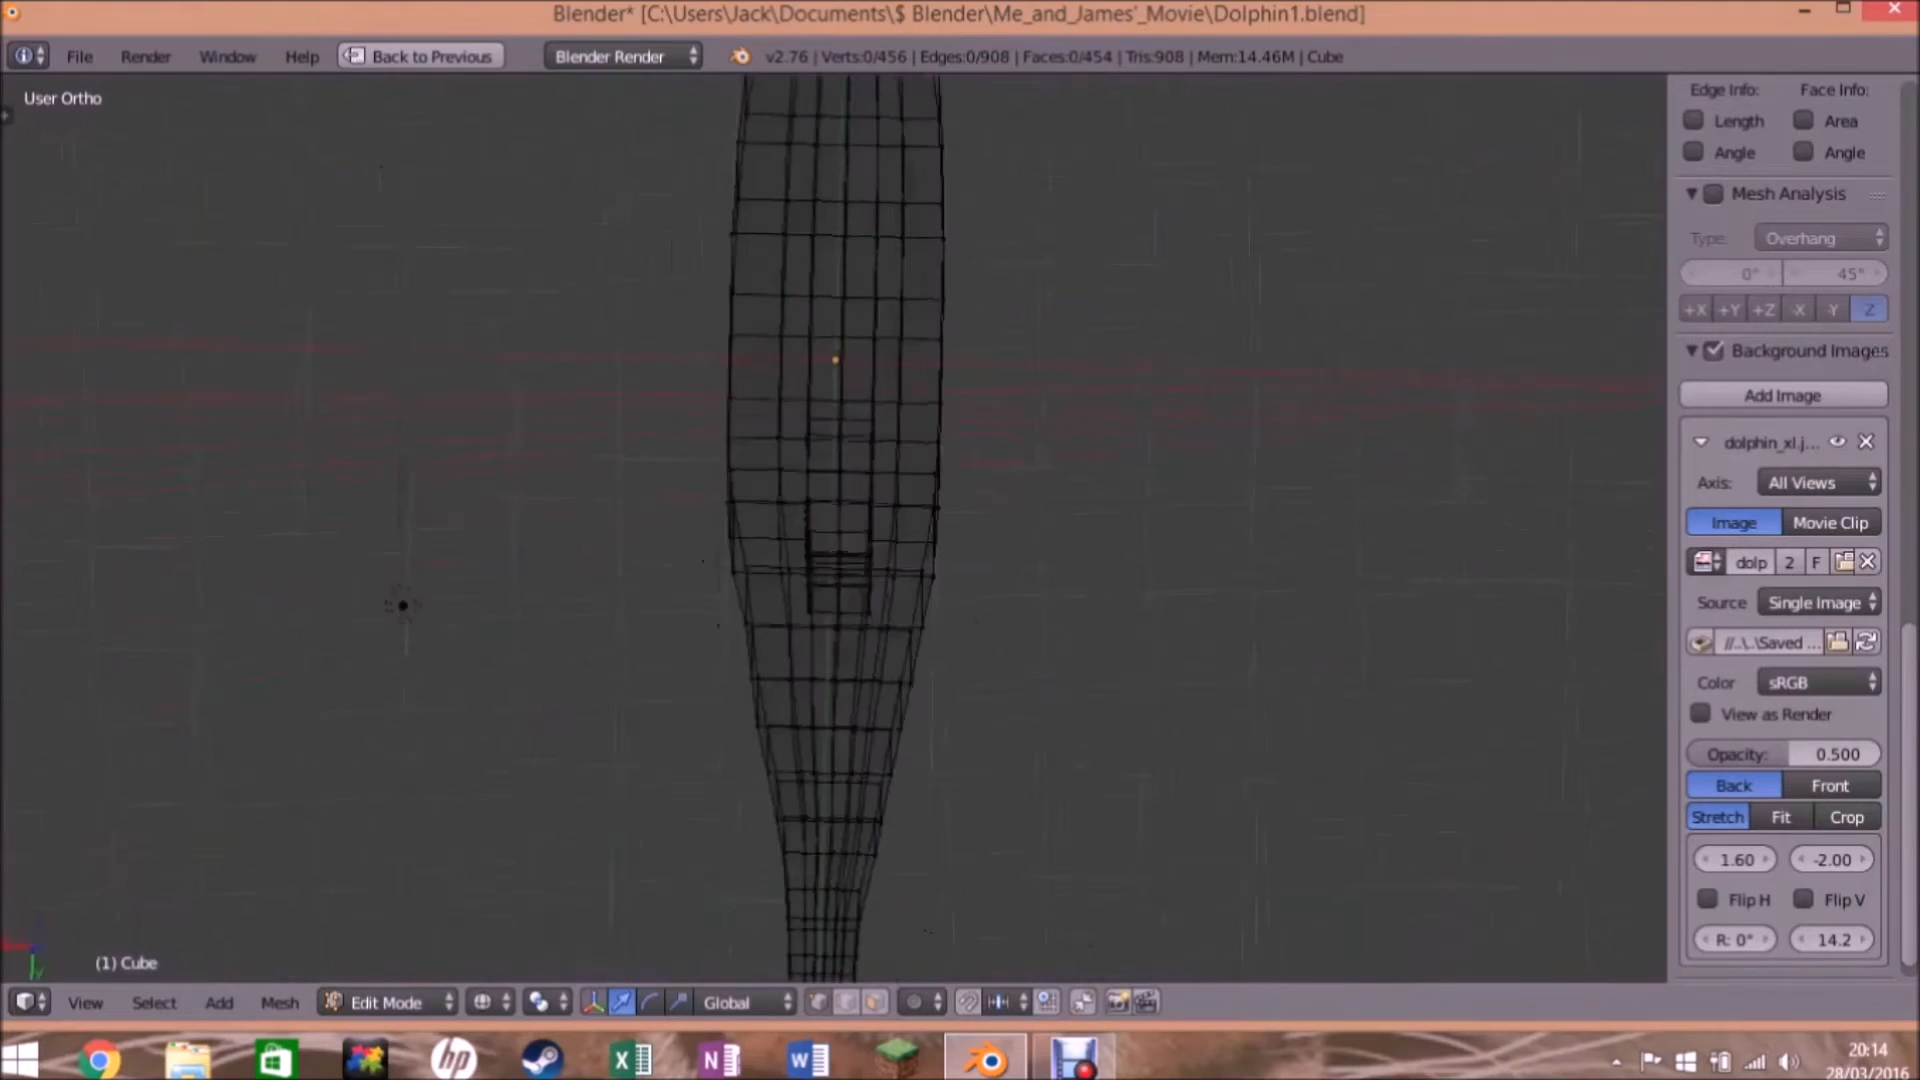 Blender* [C:\Users\Jack\Documents\$ Blender\Me_and_James'_Movie\Dolphin1.blend]
File Render Window Help Back to Previous Blender Render v2.76 | Verts:0/456 | Edges:0/908 | Faces:0/454 | Tris:908 | Mem:14.46M | Cube
User Ortho
Edge Info: Face Info:
Length Area
Angle Angle
Mesh Analysis
Type: Overhang
0° 45°
+X +Y +Z -X -Y -Z
Background Images
Add Image
dolphin_xl.j...
Axis: All Views
Image Movie Clip
dolp 2 F
Source Single Image
//..\..\Saved ...
Color sRGB
View as Render
Opacity: 0.500
Back Front
Stretch Fit Crop
1.60 -2.00
Flip H Flip V
R: 0° 14.2
(1) Cube
View Select Add Mesh Edit Mode Global
20:14
28/03/2016